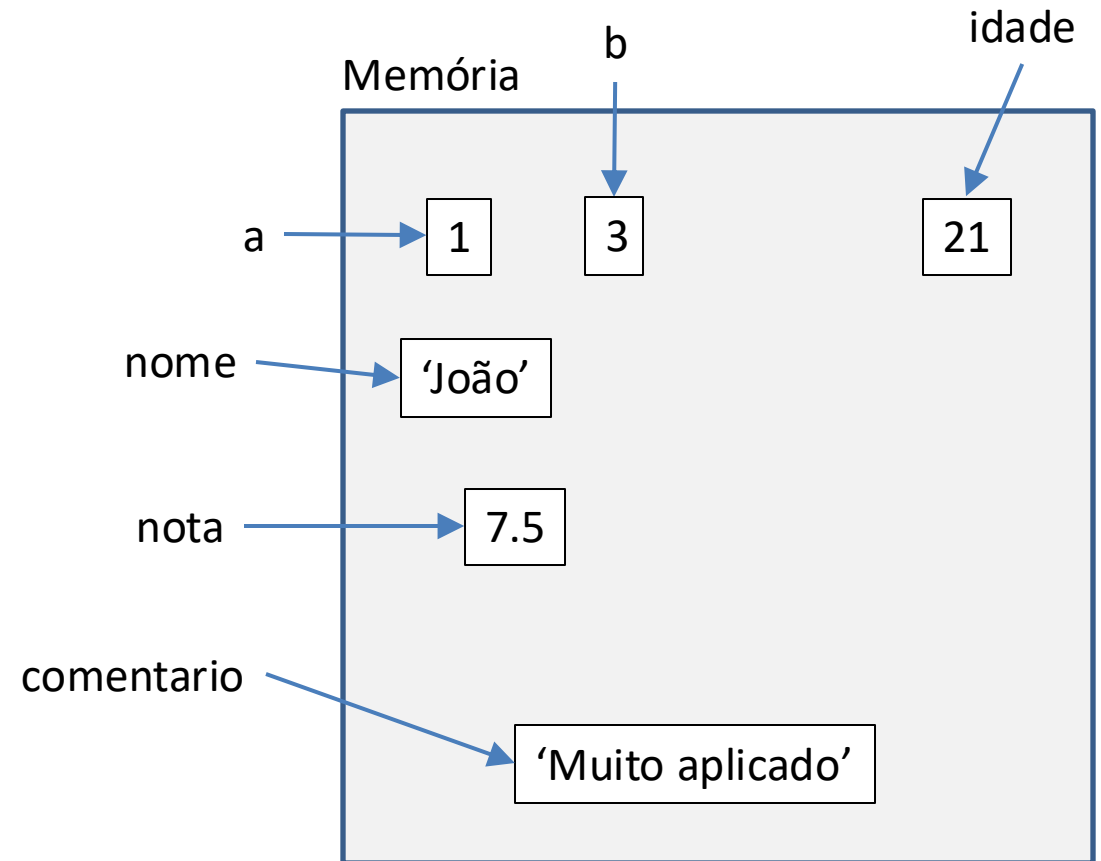 idade
b
Memória
a
1
3
21
nome
‘João’
nota
7.5
comentario
‘Muito aplicado’